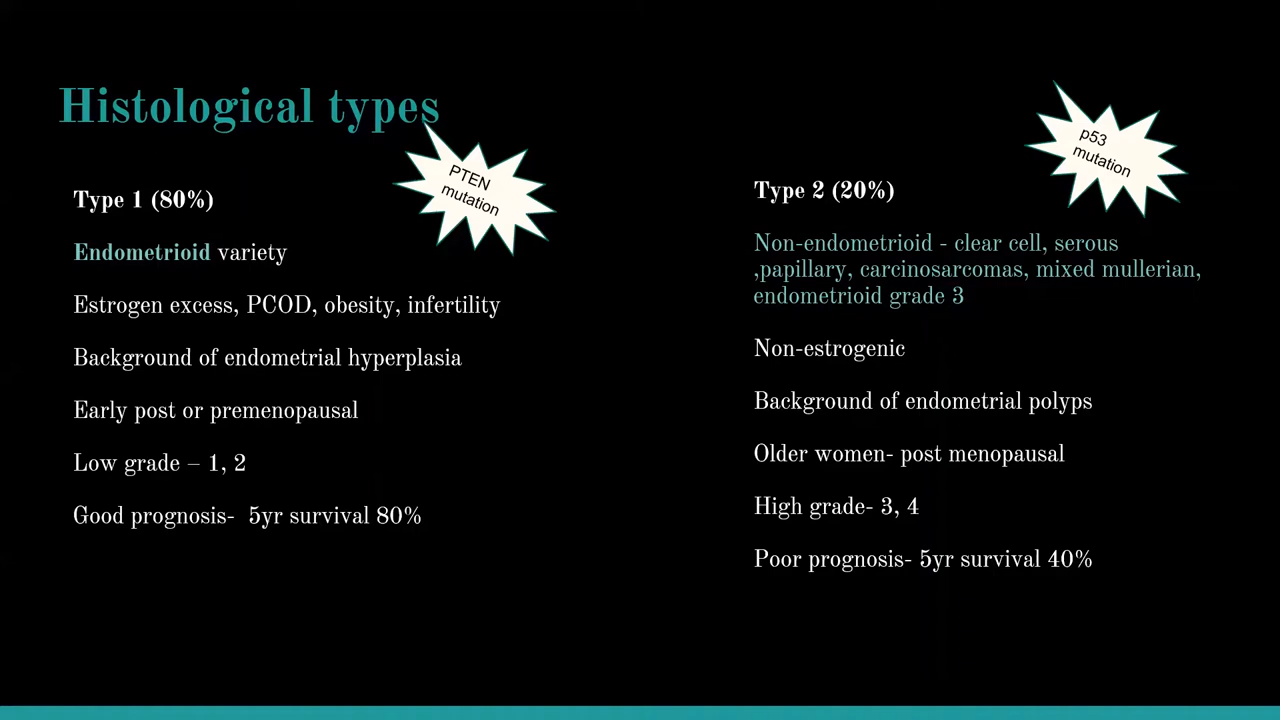 Histological types
PTEN
mutation
Type 1 (80%)
Endometrioid variety
Estrogen excess, PCOD, obesity, infertility
Background of endometrial hyperplasia
Early post or premenopausal
Low grade – 1, 2
Good prognosis-  5yr survival 80%
p53
mutation
Type 2 (20%)
Non-endometrioid - clear cell, serous
,papillary, carcinosarcomas, mixed mullerian,
endometrioid grade 3
Non-estrogenic
Background of endometrial polyps
Older women- post menopausal
High grade- 3, 4
Poor prognosis- 5yr survival 40%